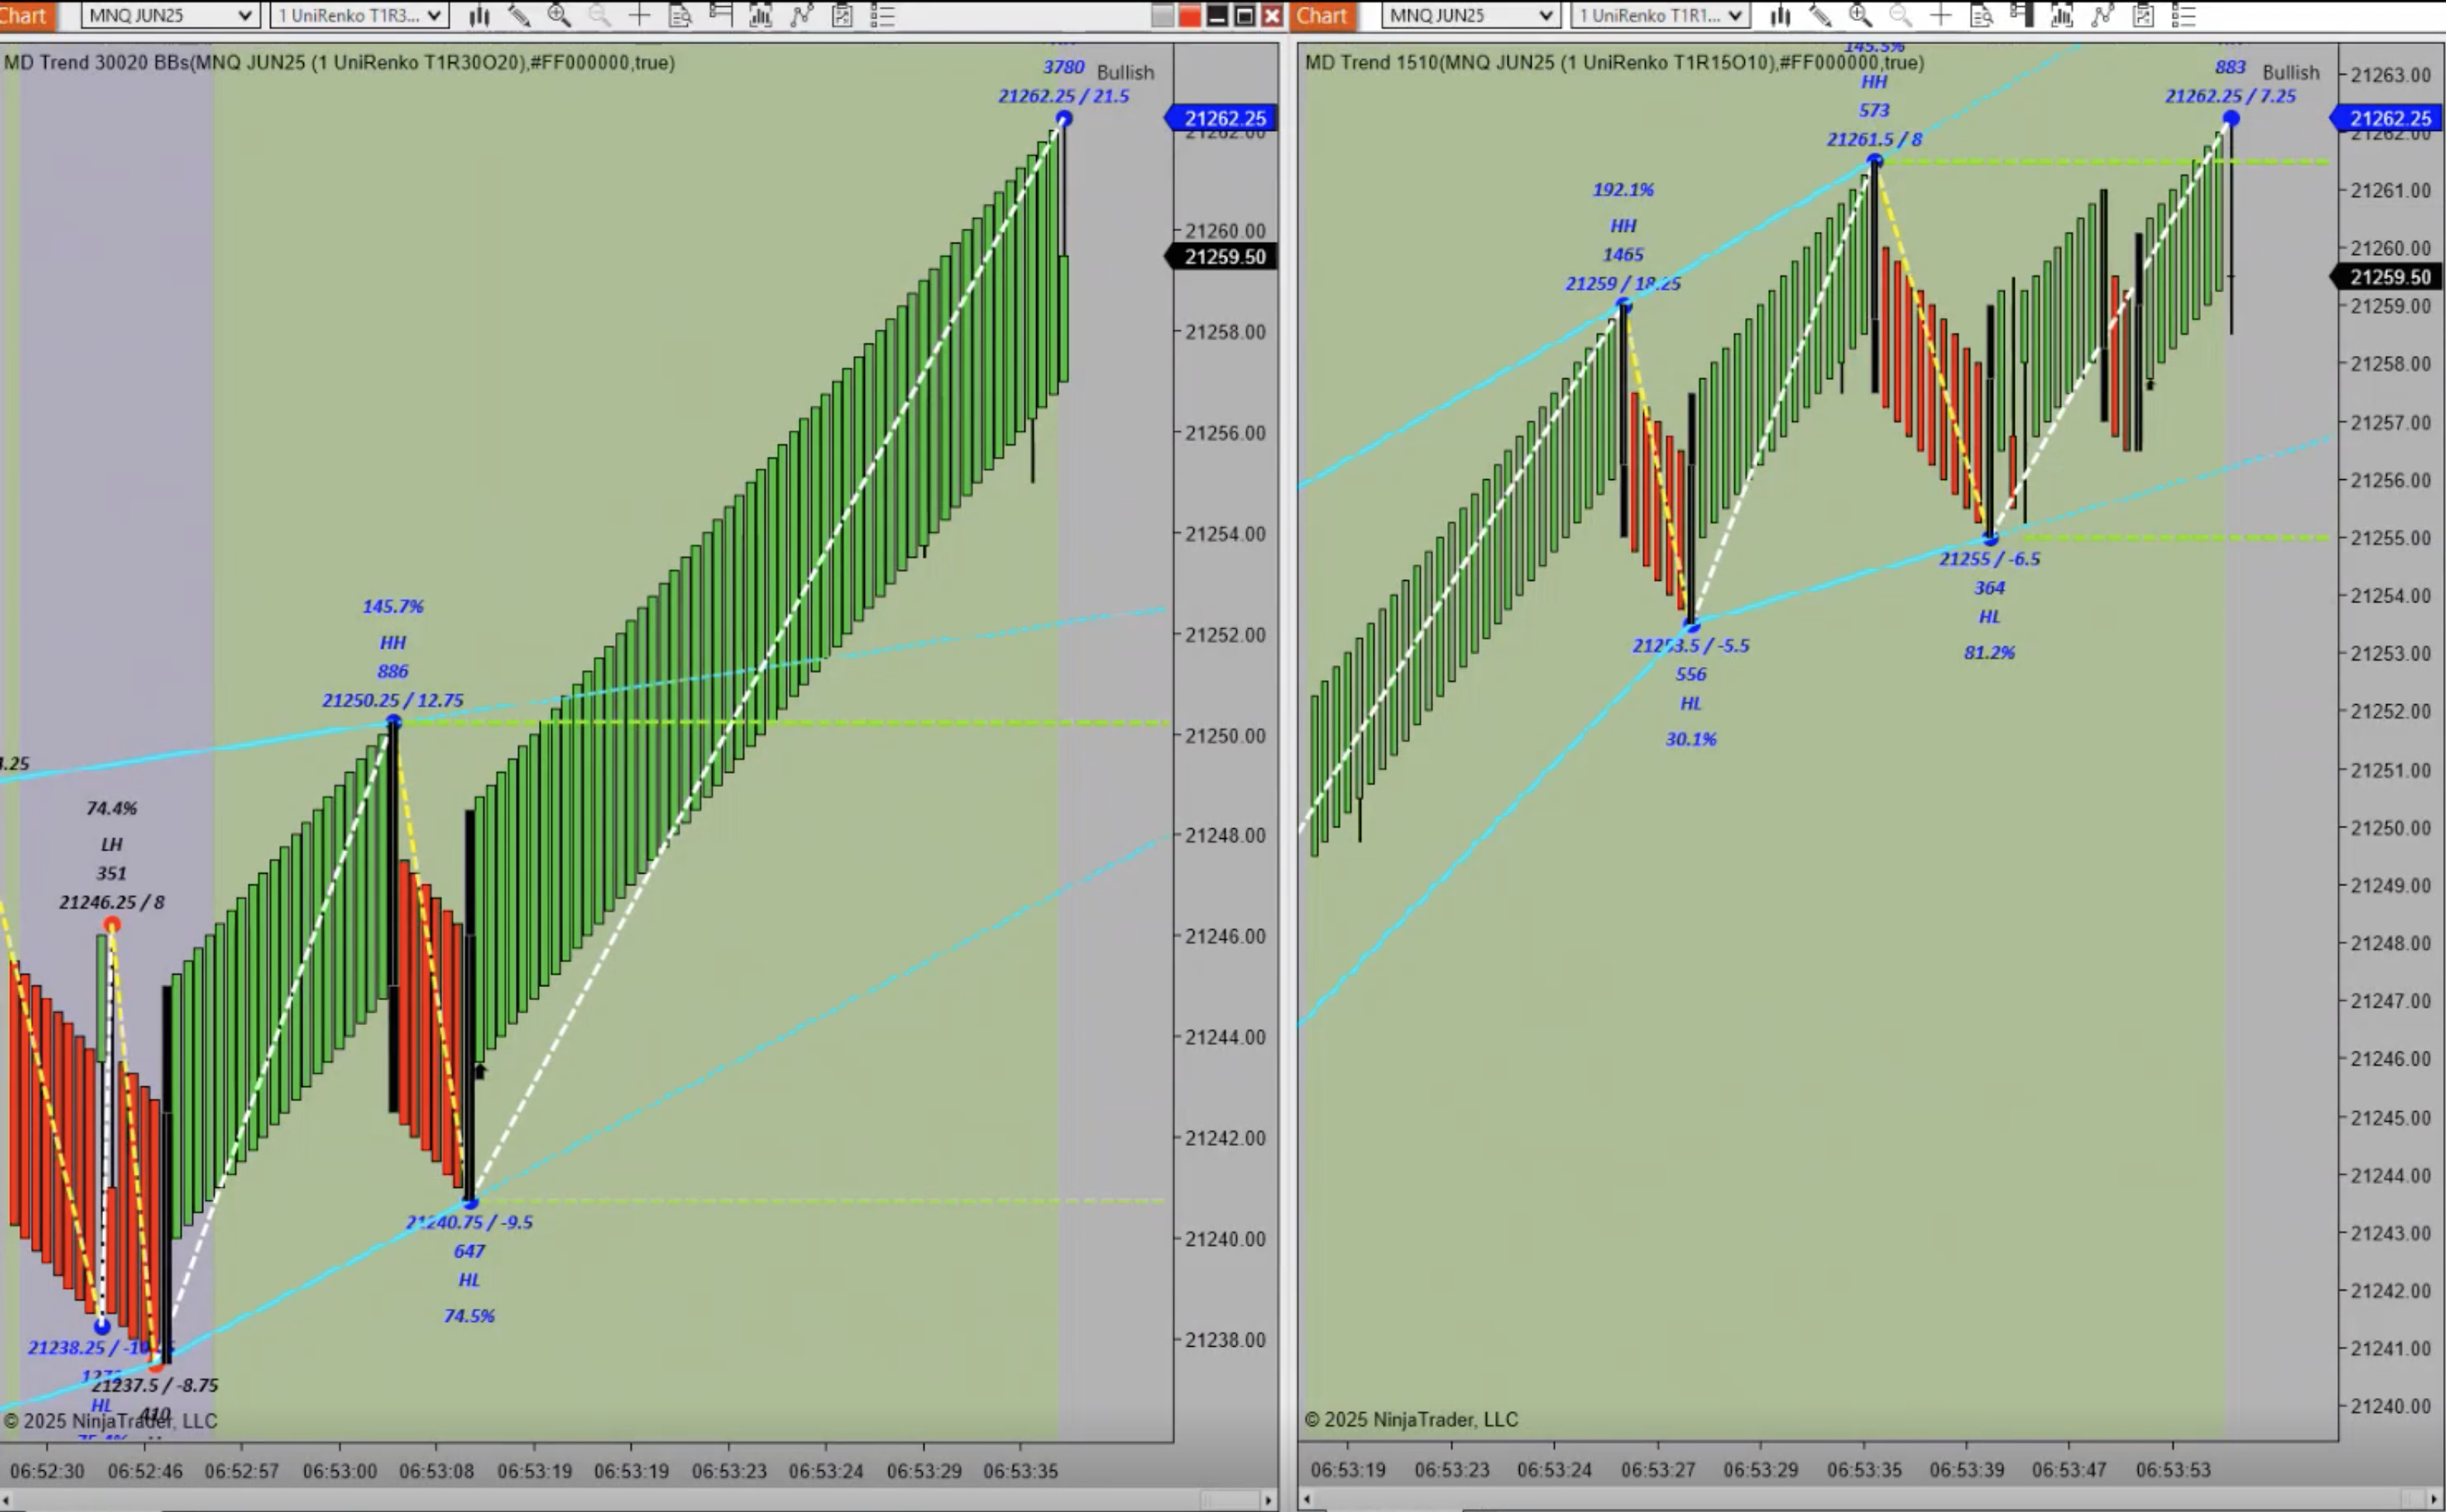 Chart
MNQ JUN25
1 UniRenko T1R3...
Chart
MNQ JUN25
1 UniRenko T1R1...
MD Trend 30020 BBs(MNQ JUN25 (1 UniRenko T1R30O20),#FF000000,true)
3780
Bullish
21262.25 / 21.5
21262.25
21262.00
21260.00
21259.50
21258.00
21256.00
21254.00
21252.00
21250.00
21248.00
21246.00
21244.00
21242.00
21240.00
21238.00
145.7%
HH
886
21250.25 / 12.75
.25
74.4%
LH
351
21246.25 / 8
21240.75 / -9.5
647
HL
74.5%
21238.25 /
21237.5 / -8.75
HL
410
© 2025 NinjaTrader, LLC
06:52:30
06:52:46
06:52:57
06:53:00
06:53:08
06:53:19
06:53:19
06:53:23
06:53:24
06:53:29
06:53:35
MD Trend 1510(MNQ JUN25 (1 UniRenko T1R15O10),#FF000000,true)
145.5%
HH
573
21261.5 / 8
883
Bullish
21262.25 / 7.25
192.1%
HH
1465
21259 / 18.25
21253.5 / -5.5
556
HL
30.1%
21255 / -6.5
364
HL
81.2%
21263.00
21262.25
21262.00
21261.00
21260.00
21259.50
21259.00
21258.00
21257.00
21256.00
21255.00
21254.00
21253.00
21252.00
21251.00
21250.00
21249.00
21248.00
21247.00
21246.00
21245.00
21244.00
21243.00
21242.00
21241.00
21240.00
© 2025 NinjaTrader, LLC
06:53:19
06:53:23
06:53:24
06:53:27
06:53:29
06:53:35
06:53:39
06:53:47
06:53:53